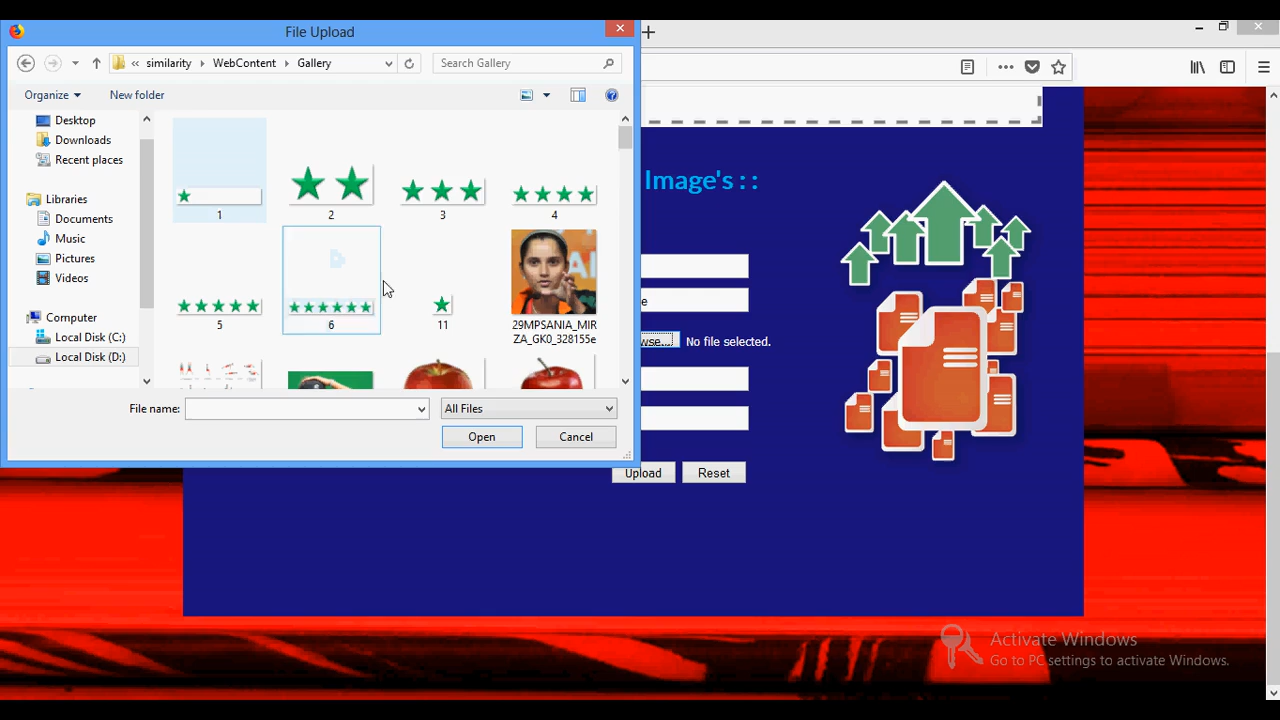 File Upload
similarity WebContent Gallery
Search Gallery
Organize New folder
Desktop
Downloads
Recent places
Libraries
Documents
Music
Pictures
Videos
Computer
Local Disk (C:)
Local Disk (D:)
1 2 3 4
5 6 11 29MPSANIA_MIR
ZA_GK0_328155e
File name:
All Files
Open Cancel
Image's : :
e
wse... No file selected.
Upload Reset
Activate Windows
Go to PC settings to activate Windows.